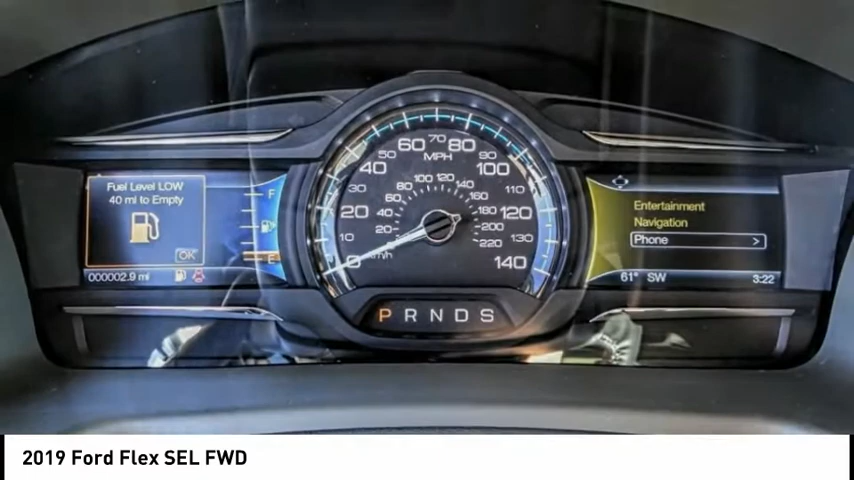 Fuel Level LOW
40 mi to Empty
OK
000002.9 mi
F
E
MPH
0 10 20 30 40 50 60 70 80 90 100 110 120 130 140
km/h
20 40 60 80 100 120 140 160 180 200 220
P R N D S
Entertainment
Navigation
Phone >
61° SW 3:22
2019 Ford Flex SEL FWD